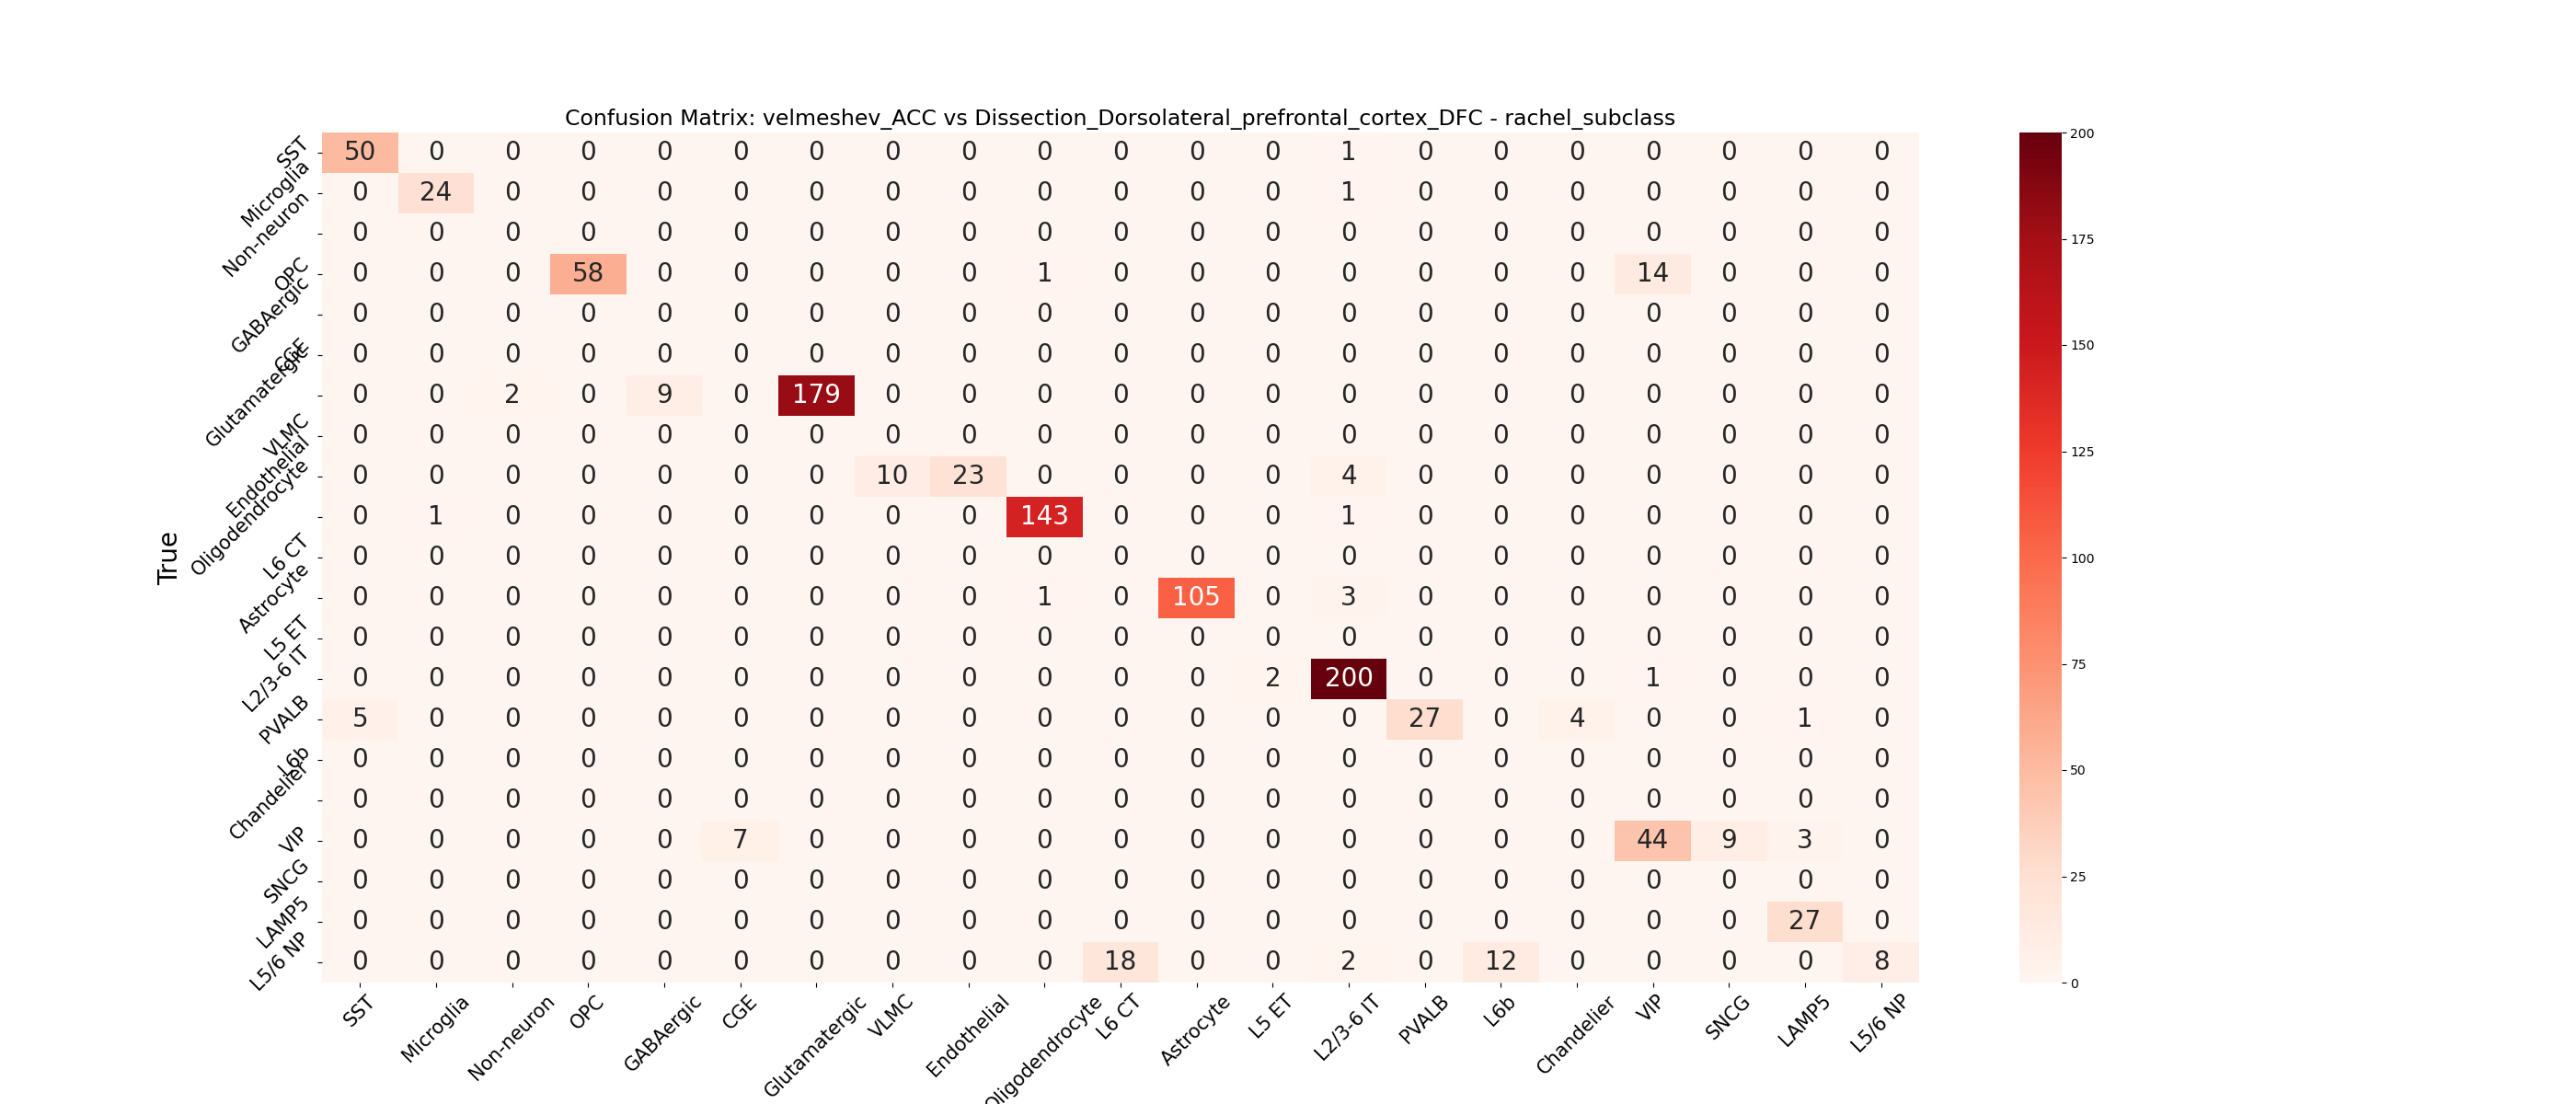 Confusion Matrix: velmeshev_ACC vs Dissection_Dorsolateral_prefrontal_cortex_DFC - rachel_subclass
True
SST 50 0 0 0 0 0 0 0 0 0 0 0 0 1 0 0 0 0 0 0 0
Microglia 0 24 0 0 0 0 0 0 0 0 0 0 0 1 0 0 0 0 0 0 0
Non-neuron 0 0 0 0 0 0 0 0 0 0 0 0 0 0 0 0 0 0 0 0 0
OPC 0 0 0 58 0 0 0 0 0 1 0 0 0 0 0 0 0 14 0 0 0
GABAergic 0 0 0 0 0 0 0 0 0 0 0 0 0 0 0 0 0 0 0 0 0
CGE 0 0 0 0 0 0 0 0 0 0 0 0 0 0 0 0 0 0 0 0 0
Glutamatergic 0 0 2 0 9 0 179 0 0 0 0 0 0 0 0 0 0 0 0 0 0
VLMC 0 0 0 0 0 0 0 0 0 0 0 0 0 0 0 0 0 0 0 0 0
Endothelial 0 0 0 0 0 0 0 10 23 0 0 0 0 4 0 0 0 0 0 0 0
Oligodendrocyte 0 1 0 0 0 0 0 0 0 143 0 0 0 1 0 0 0 0 0 0 0
L6 CT 0 0 0 0 0 0 0 0 0 0 0 0 0 0 0 0 0 0 0 0 0
Astrocyte 0 0 0 0 0 0 0 0 0 1 0 105 0 3 0 0 0 0 0 0 0
L5 ET 0 0 0 0 0 0 0 0 0 0 0 0 0 0 0 0 0 0 0 0 0
L2/3-6 IT 0 0 0 0 0 0 0 0 0 0 0 0 2 200 0 0 0 1 0 0 0
PVALB 5 0 0 0 0 0 0 0 0 0 0 0 0 0 27 0 4 0 0 1 0
L6b 0 0 0 0 0 0 0 0 0 0 0 0 0 0 0 0 0 0 0 0 0
Chandelier 0 0 0 0 0 0 0 0 0 0 0 0 0 0 0 0 0 0 0 0 0
VIP 0 0 0 0 0 7 0 0 0 0 0 0 0 0 0 0 0 44 9 3 0
SNCG 0 0 0 0 0 0 0 0 0 0 0 0 0 0 0 0 0 0 0 0 0
LAMP5 0 0 0 0 0 0 0 0 0 0 0 0 0 0 0 0 0 0 0 27 0
L5/6 NP 0 0 0 0 0 0 0 0 0 0 18 0 0 2 0 12 0 0 0 0 8
SST Microglia Non-neuron OPC GABAergic CGE Glutamatergic VLMC Endothelial Oligodendrocyte L6 CT Astrocyte L5 ET L2/3-6 IT PVALB L6b Chandelier VIP SNCG LAMP5 L5/6 NP
200
175
150
125
100
75
50
25
0